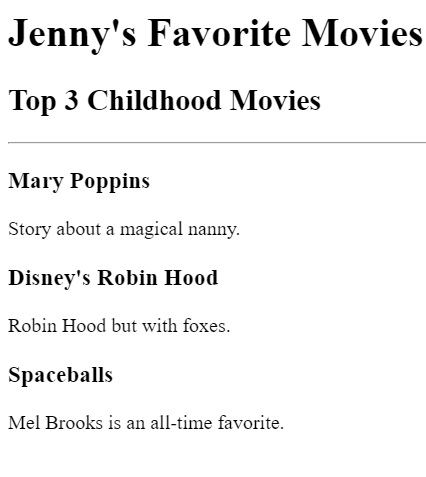 Jenny's Favorite Movies
Top 3 Childhood Movies
Mary Poppins
Story about a magical nanny.
Disney's Robin Hood
Robin Hood but with foxes.
Spaceballs
Mel Brooks is an all-time favorite.